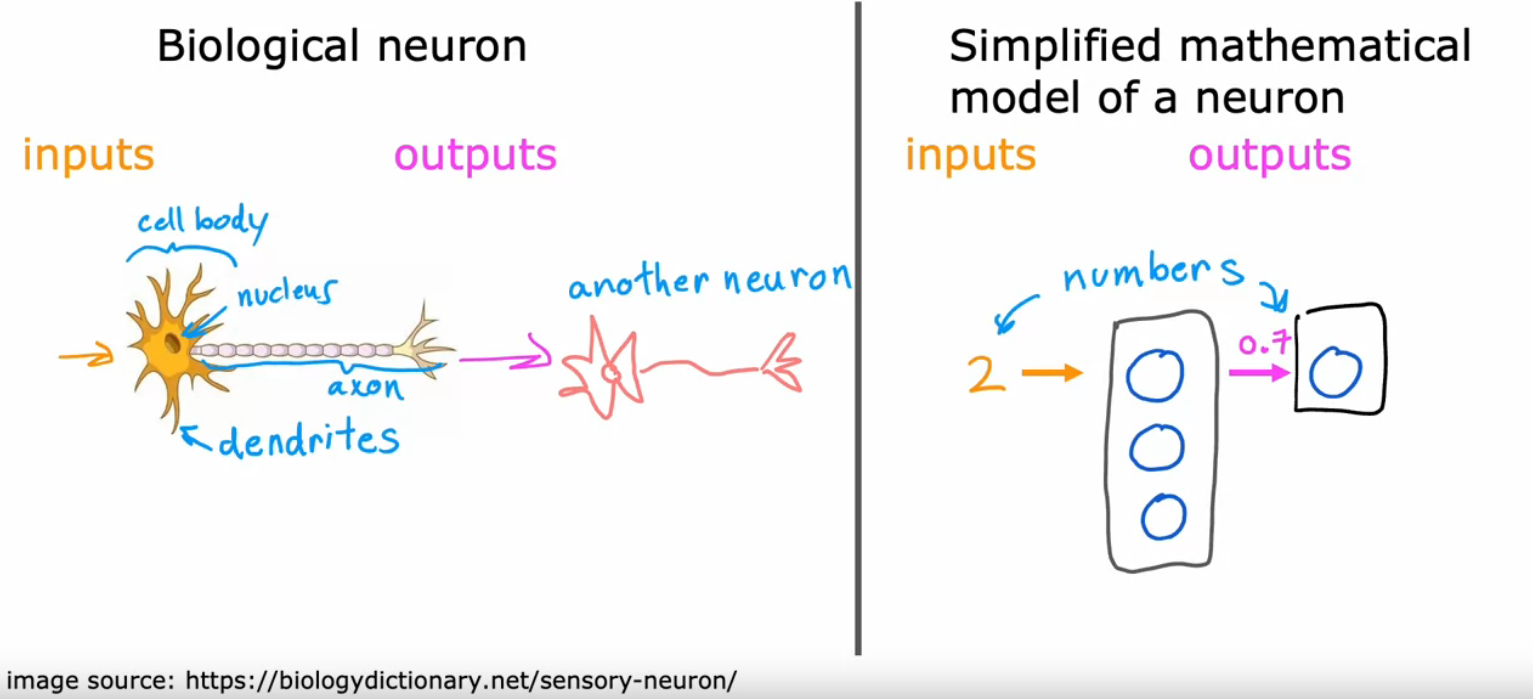 Biological neuron
inputs
outputs
cell body
nucleus
another neuron
axon
dendrites
Simplified mathematical
model of a neuron
inputs
outputs
numbers
2
0.7
image source: https://biologydictionary.net/sensory-neuron/